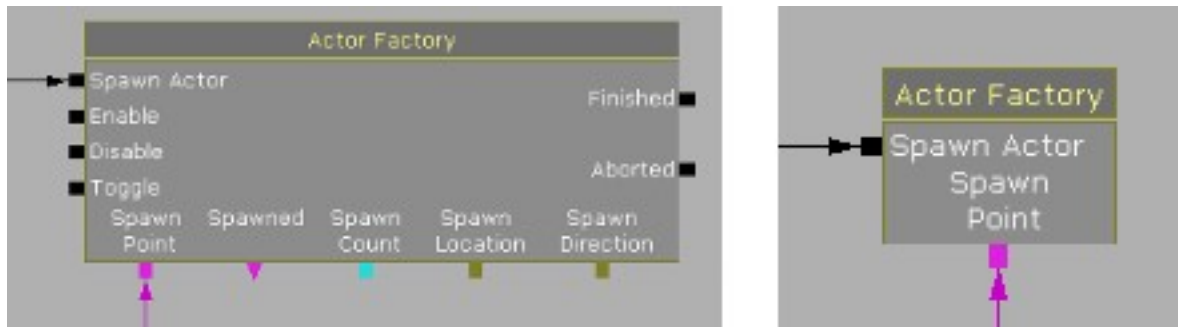 Actor Factory
Spawn Actor
Enable
Finished
Disable
Aborted
Toggle
Spawn Point
Spawned
Spawn Count
Spawn Location
Spawn Direction
Actor Factory
Spawn Actor
Spawn
Point